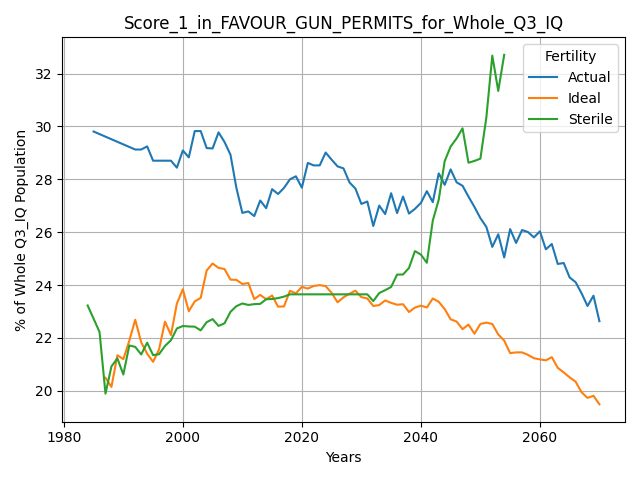 Score_1_in_FAVOUR_GUN_PERMITS_for_Whole_Q3_IQ
% of Whole Q3_IQ Population
32
30
28
26
24
22
20
Fertility
Actual
Ideal
Sterile
1980 2000 2020 2040 2060
Years